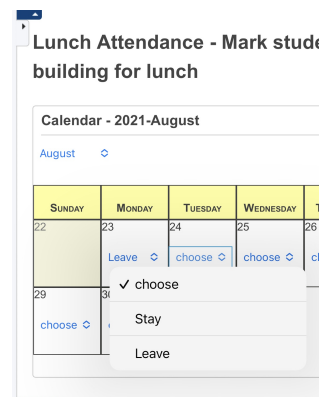 Lunch Attendance - Mark stude
building for lunch
Calendar - 2021-August
August
Sunday Monday Tuesday Wednesday T
22 23 24 25 26
Leave choose choose ch
29 30
choose
choose
Stay
Leave